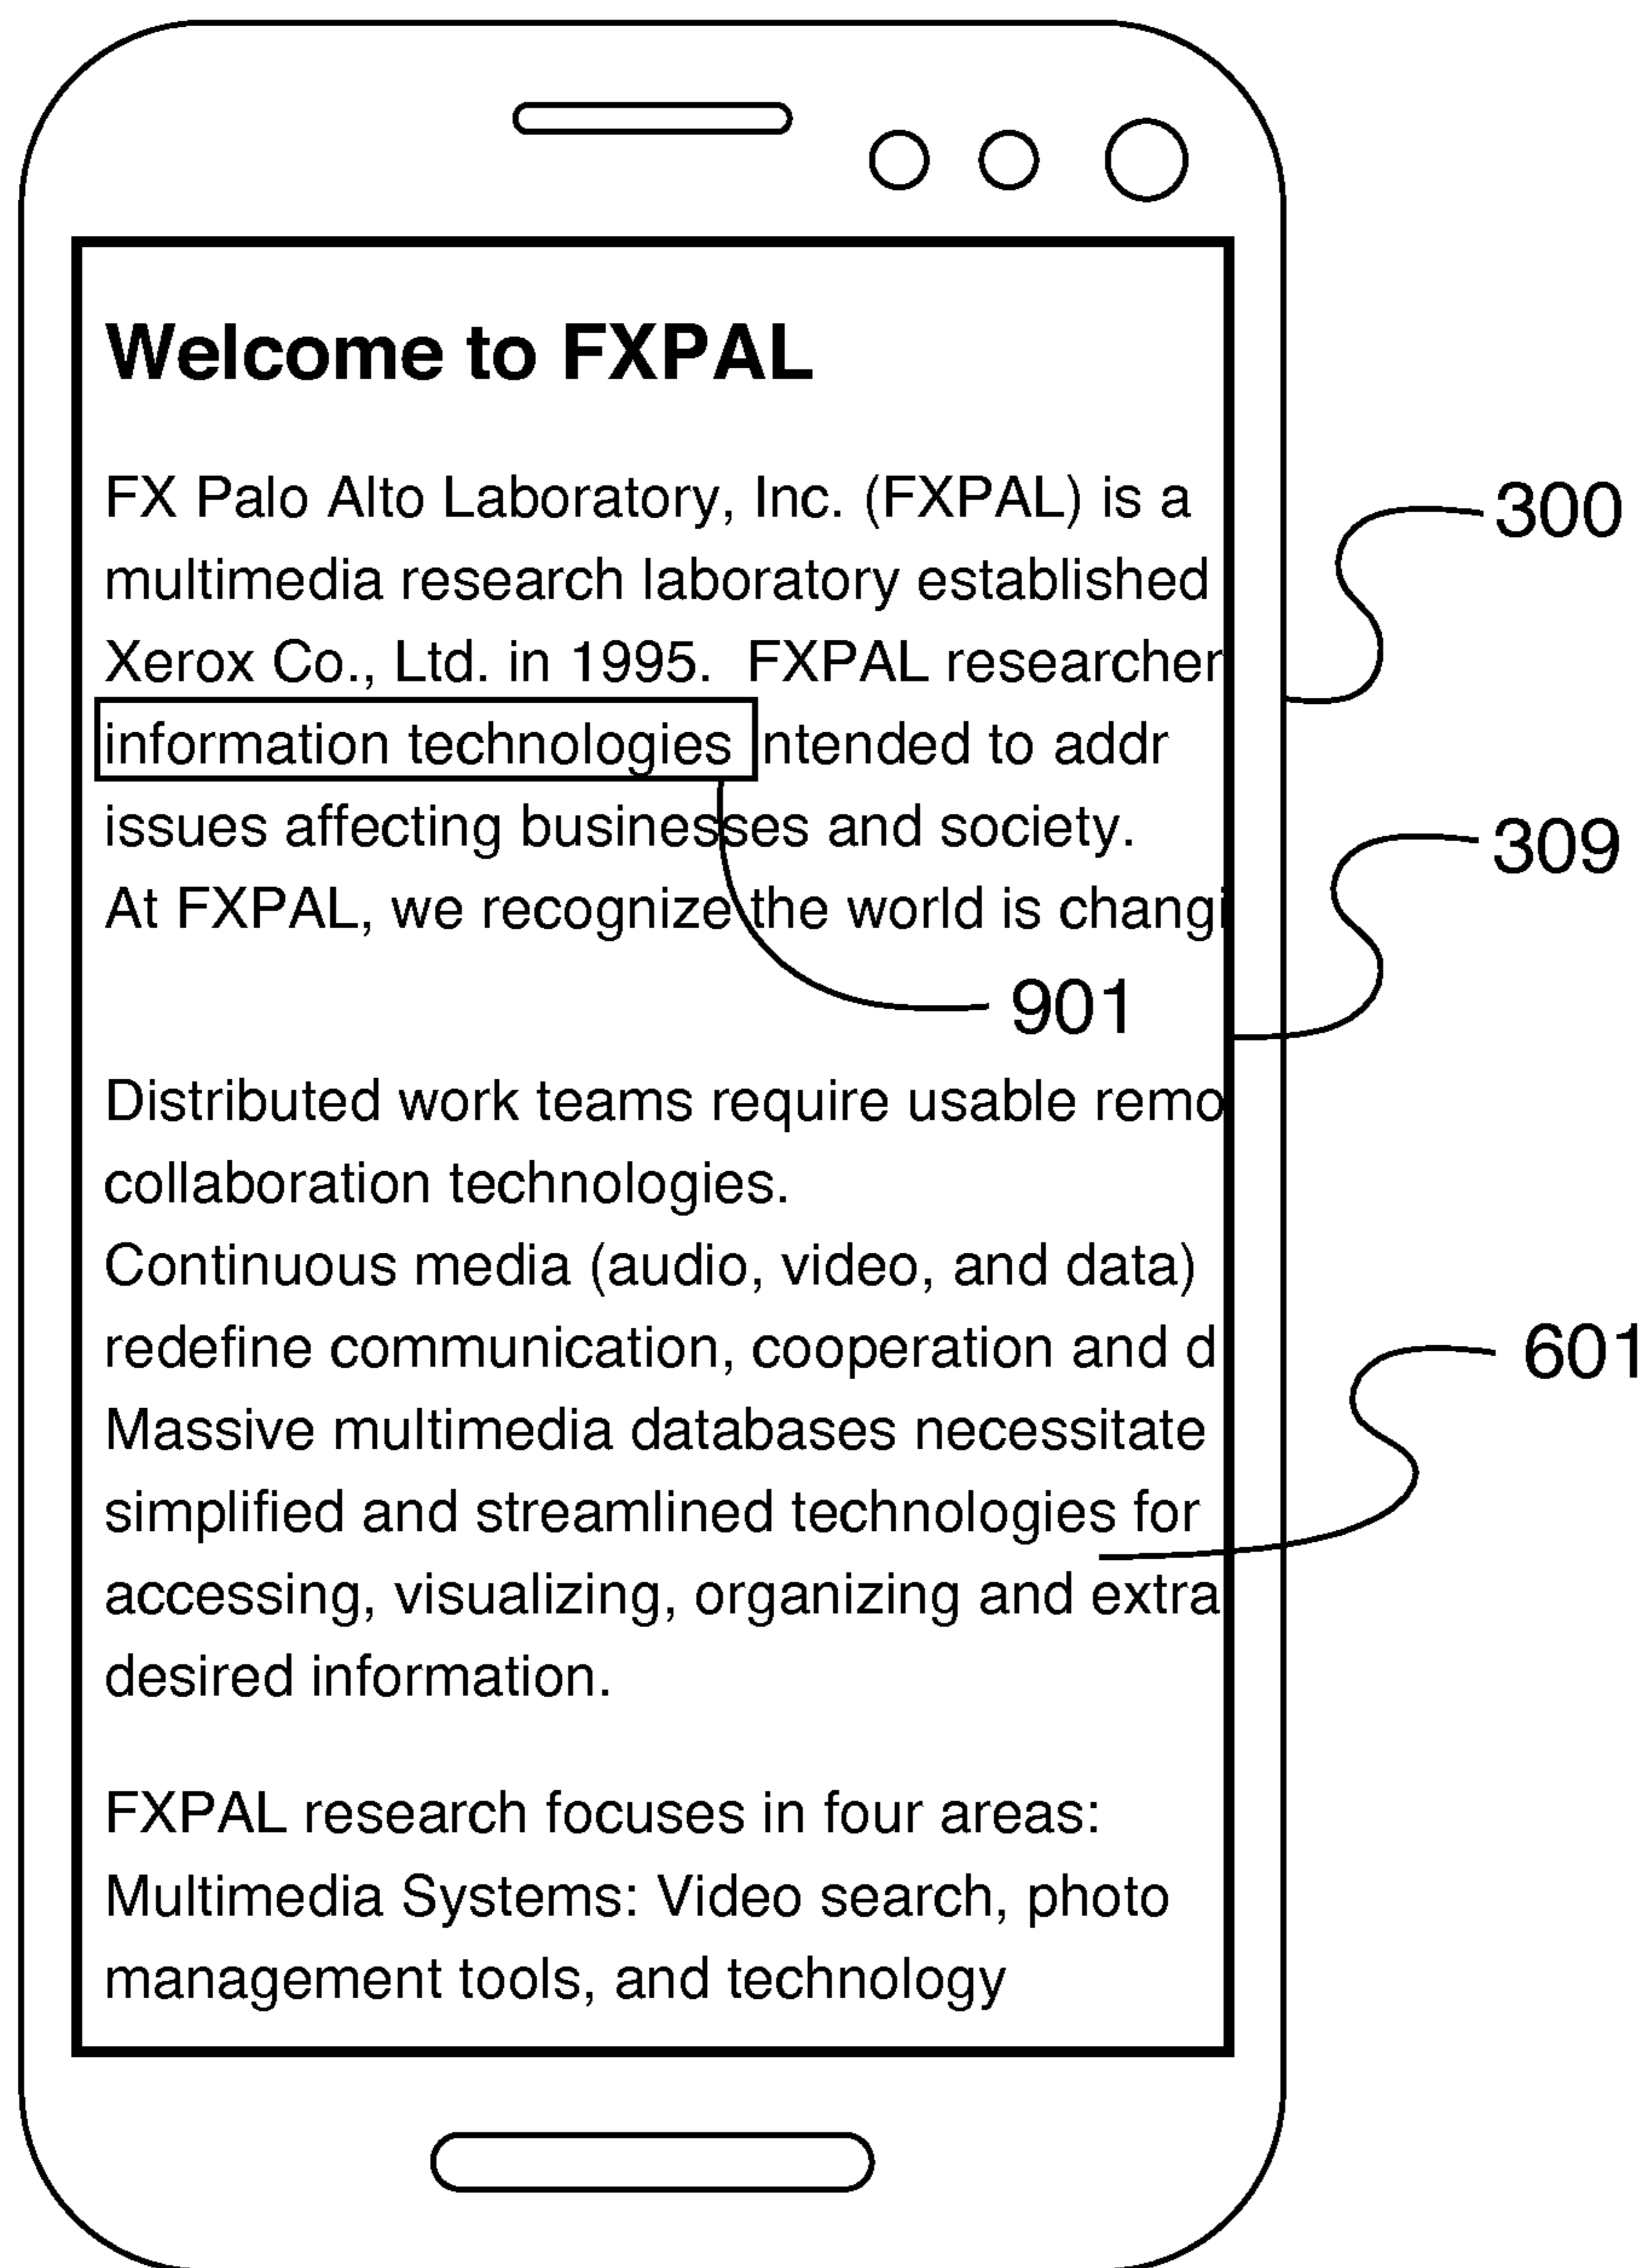 Welcome to FXPAL
FX Palo Alto Laboratory, Inc. (FXPAL) is a
multimedia research laboratory established
Xerox Co., Ltd. in 1995. FXPAL researcher
information technologies ntended to addr
issues affecting businesses and society.
At FXPAL, we recognize the world is changi
Distributed work teams require usable remo
collaboration technologies.
Continuous media (audio, video, and data)
redefine communication, cooperation and d
Massive multimedia databases necessitate
simplified and streamlined technologies for
accessing, visualizing, organizing and extra
desired information.
FXPAL research focuses in four areas:
Multimedia Systems: Video search, photo
management tools, and technology
300
309
901
601